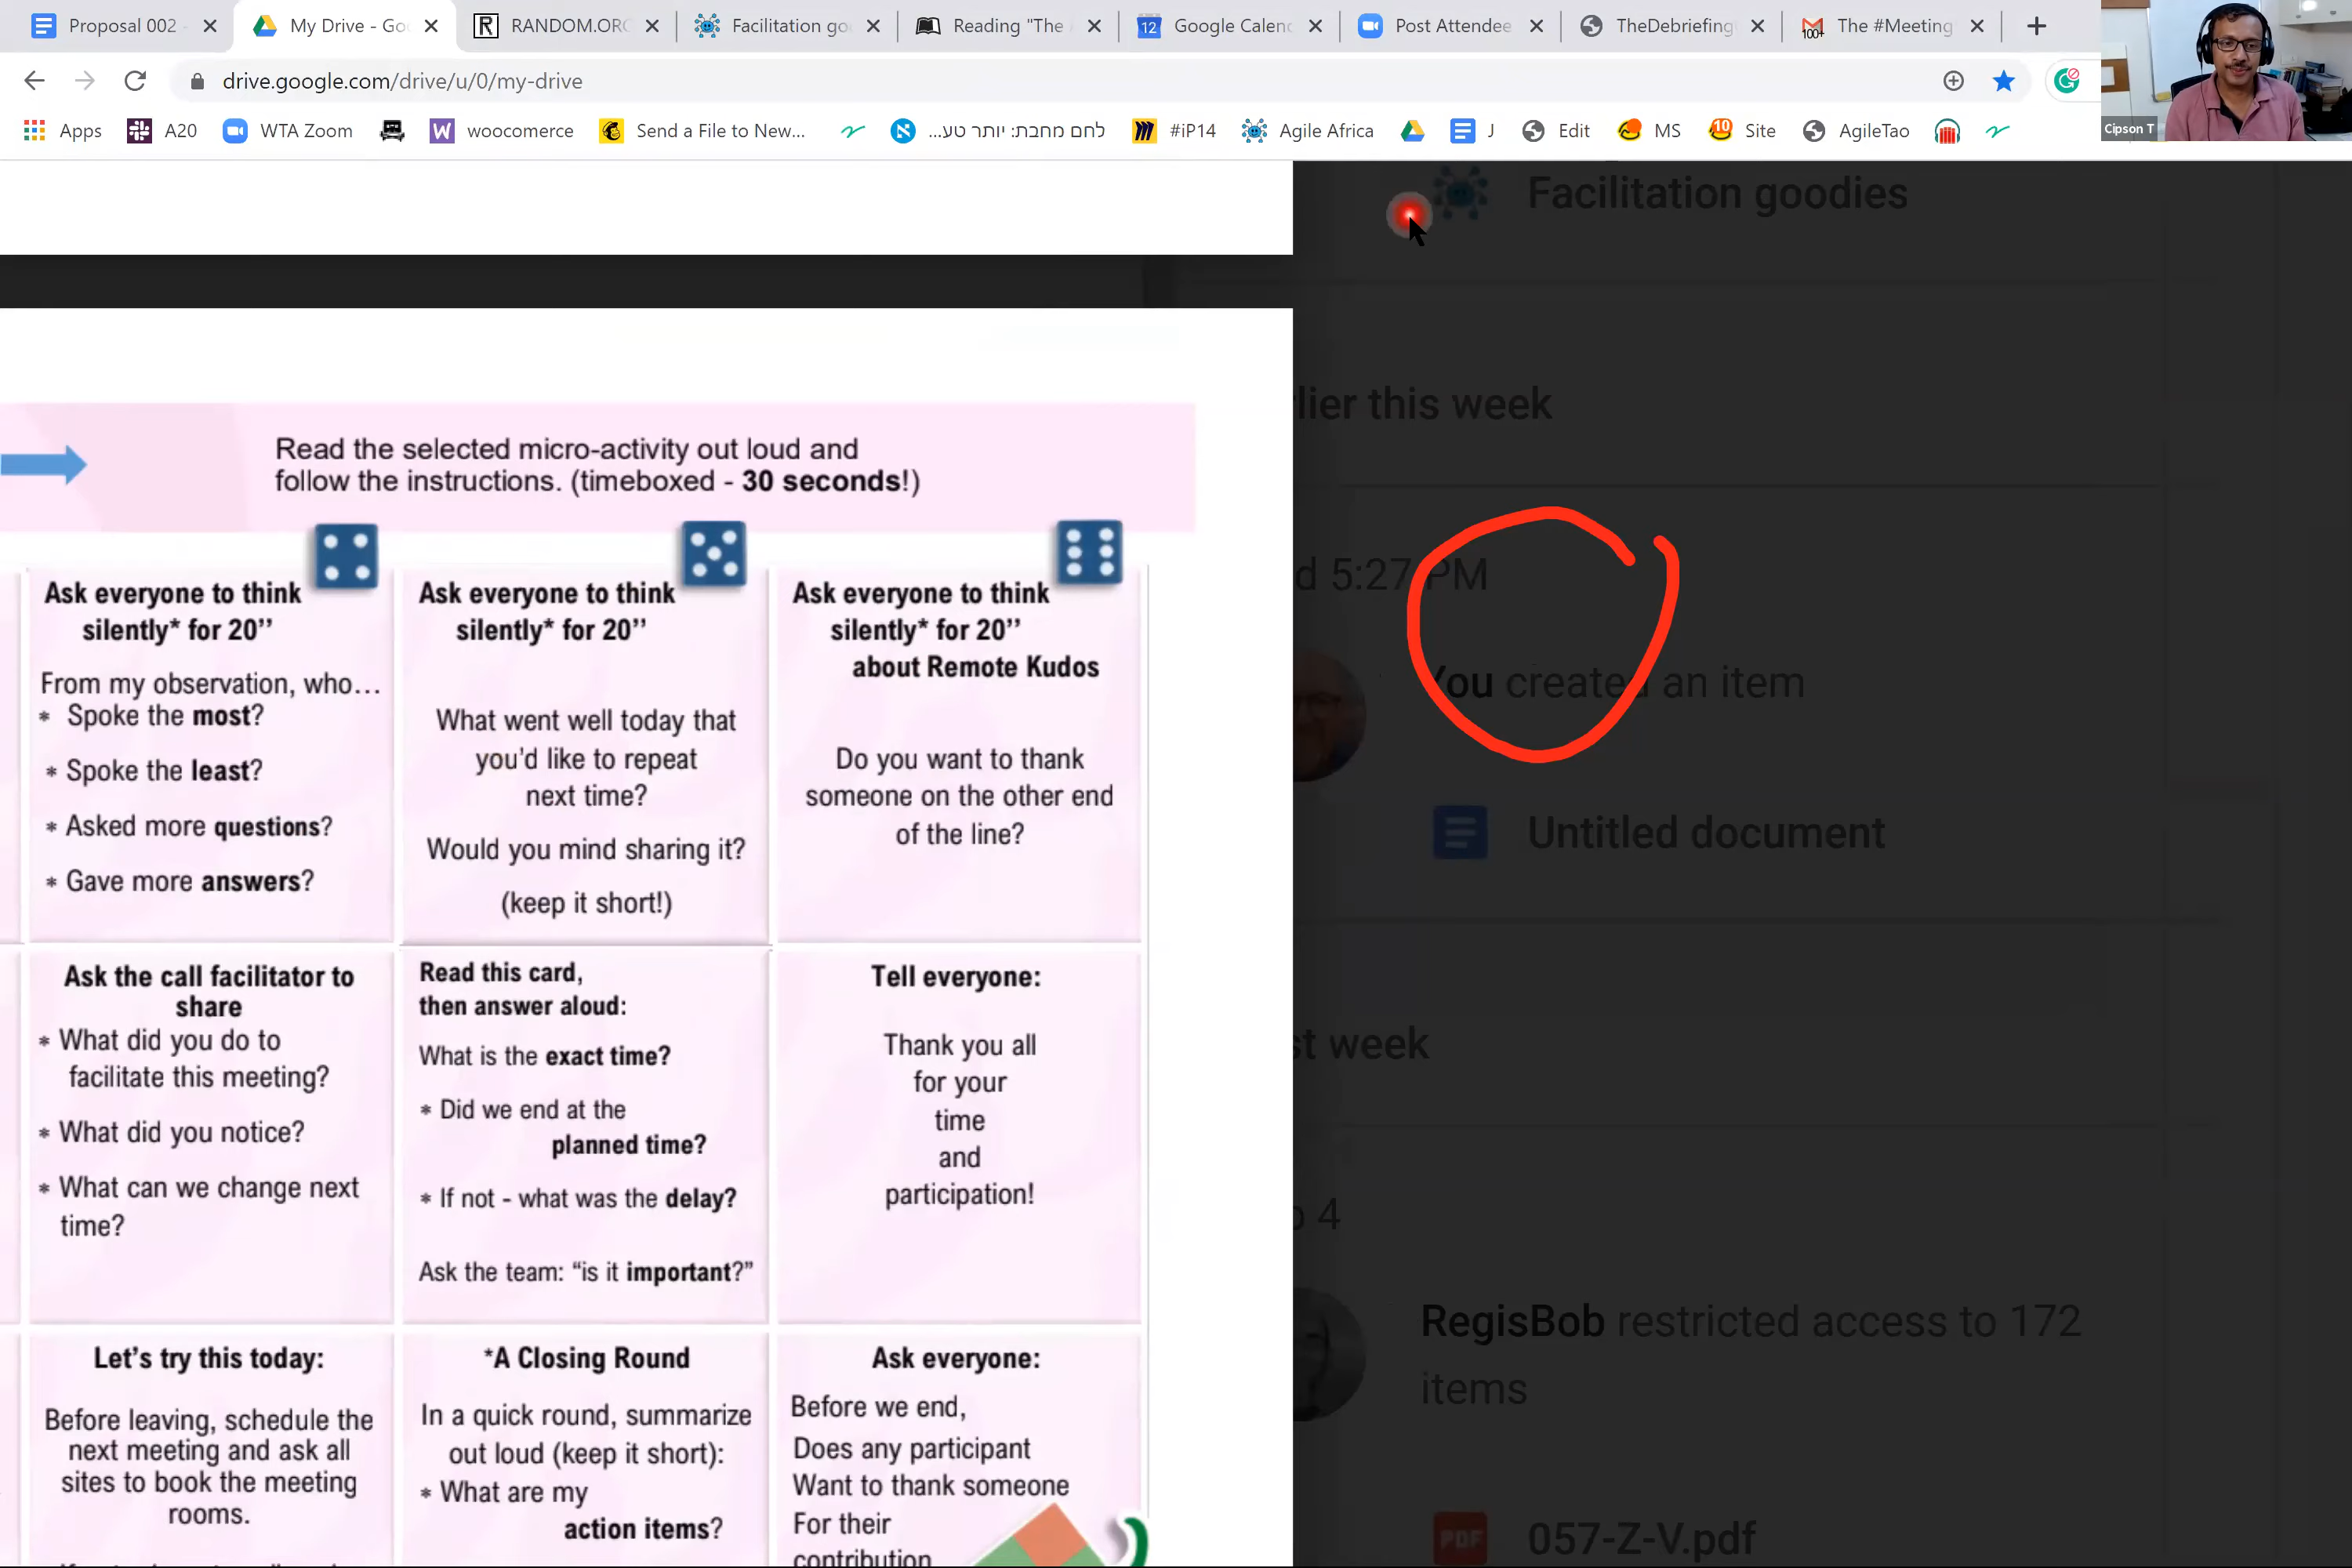 Proposal 002 -
My Drive - Go
RANDOM.OR
Facilitation go
Reading "The
12
Google Calen
Post Attendee
TheDebriefing
100+
The #Meeting
drive.google.com/drive/u/0/my-drive
Apps
A20
WTA Zoom
woocomerce
Send a File to New...
לחם מחבת: יותר טע...
#iP14
Agile Africa
J
Edit
MS
10
Site
AgileTao
Cipson T
Facilitation goodies
Read the selected micro-activity out loud and
follow the instructions. (timeboxed - 30 seconds!)
Ask everyone to think
silently* for 20’’
From my observation, who…
* Spoke the most?
* Spoke the least?
* Asked more questions?
* Gave more answers?
Ask everyone to think
silently* for 20’’
What went well today that
you’d like to repeat
next time?
Would you mind sharing it?
(keep it short!)
Ask everyone to think
silently* for 20’’
about Remote Kudos
Do you want to thank
someone on the other end
of the line?
Ask the call facilitator to
share
* What did you do to
facilitate this meeting?
* What did you notice?
* What can we change next
time?
Read this card,
then answer aloud:
What is the exact time?
* Did we end at the
planned time?
* If not - what was the delay?
Ask the team: “is it important?”
Tell everyone:
Thank you all
for your
time
and
participation!
Let’s try this today:
Before leaving, schedule the
next meeting and ask all
sites to book the meeting
rooms.
*A Closing Round
In a quick round, summarize
out loud (keep it short):
* What are my
action items?
Ask everyone:
Before we end,
Does any participant
Want to thank someone
For their
contribution
rlier this week
d 5:27 PM
You created an item
Untitled document
st week
4
RegisBob restricted access to 172
items
PDF
057-Z-V.pdf